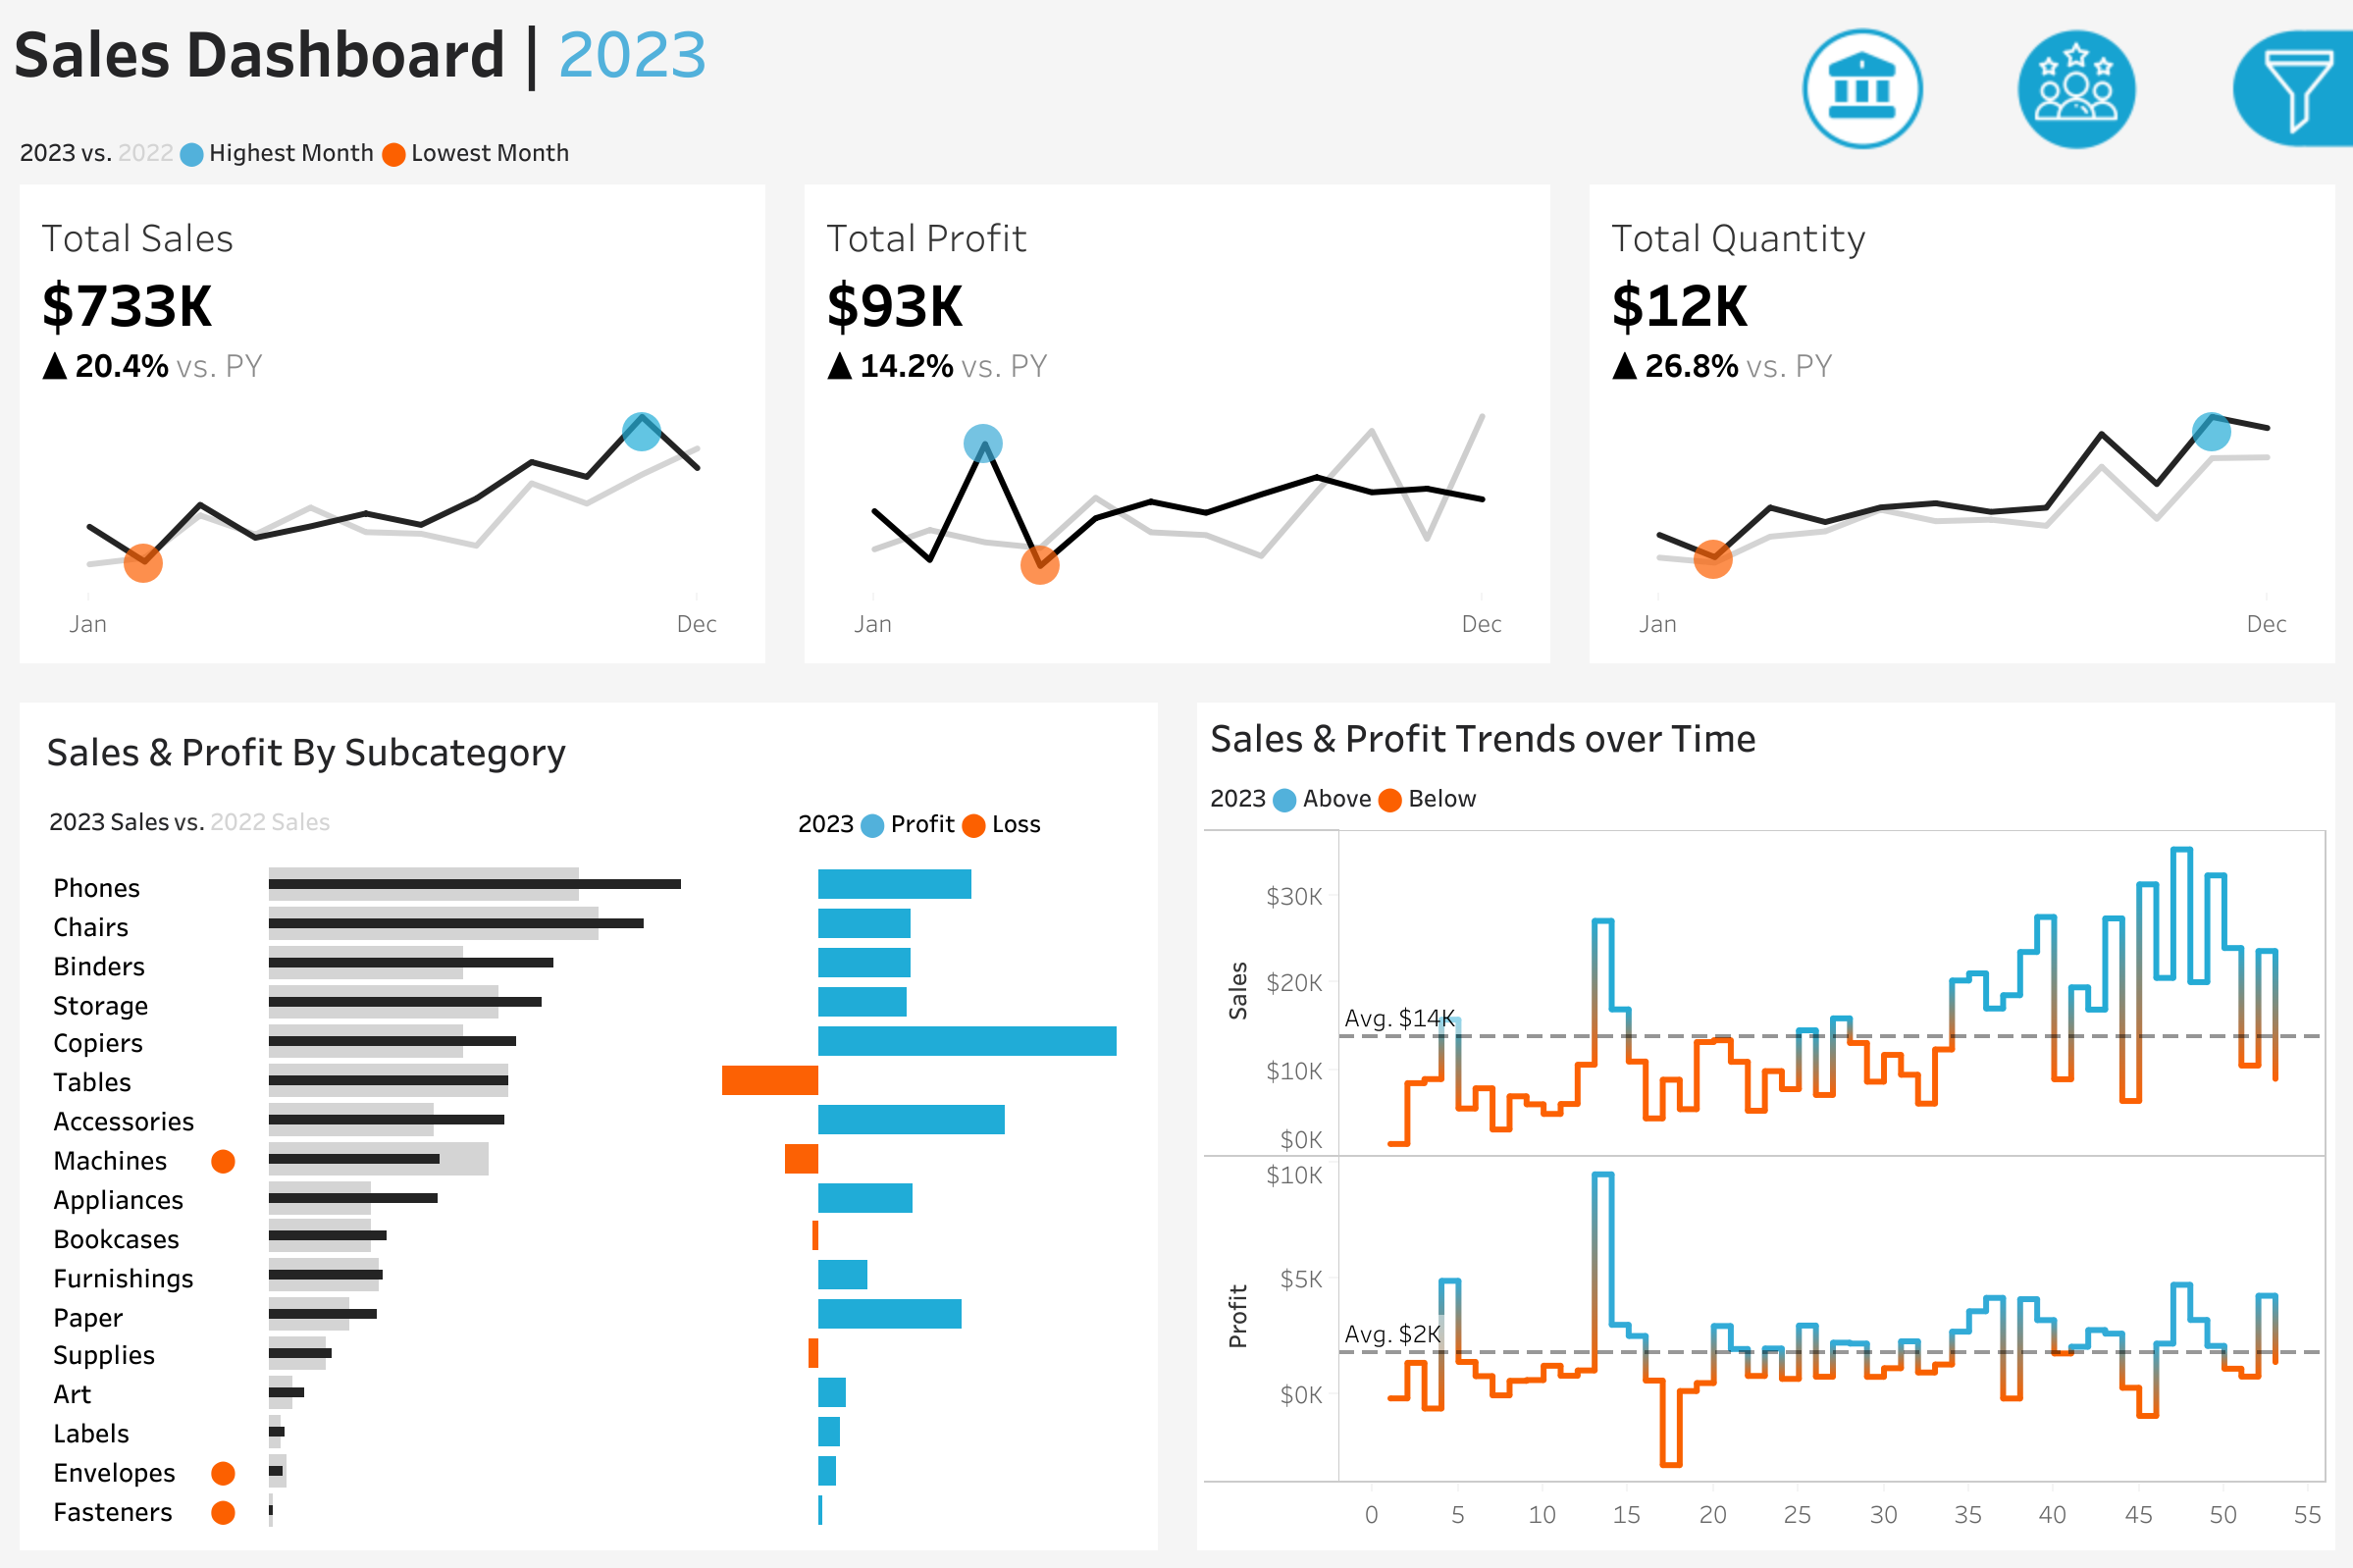 Sales Dashboard | 2023
2023 vs. 2022 Highest Month Lowest Month
Total Sales
$733K
▲ 20.4% vs. PY
Jan Dec
Total Profit
$93K
▲ 14.2% vs. PY
Jan Dec
Total Quantity
$12K
▲ 26.8% vs. PY
Jan Dec
Sales & Profit By Subcategory
2023 Sales vs. 2022 Sales
2023 Profit Loss
Phones
Chairs
Binders
Storage
Copiers
Tables
Accessories
Machines
Appliances
Bookcases
Furnishings
Paper
Supplies
Art
Labels
Envelopes
Fasteners
Sales & Profit Trends over Time
2023 Above Below
Sales
$30K
$20K
Avg. $14K
$10K
$0K
Profit
$10K
$5K
Avg. $2K
$0K
0 5 10 15 20 25 30 35 40 45 50 55